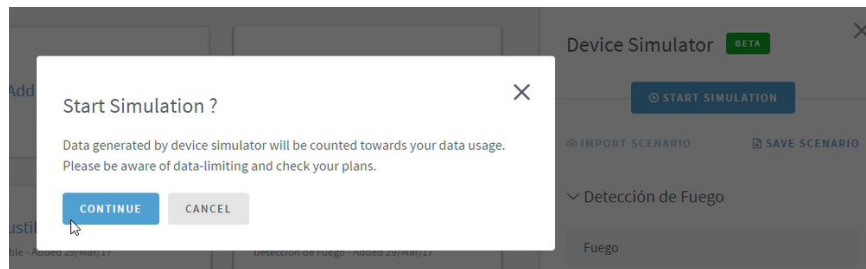 Device Simulator BETA
Add
Start Simulation ?
START SIMULATION
Data generated by device simulator will be counted towards your data usage.
Please be aware of data-limiting and check your plans.
IMPORT SCENARIO
SAVE SCENARIO
CONTINUE
CANCEL
Detección de Fuego
Detección de Fuego - Added 29/Mar/17
Fuego